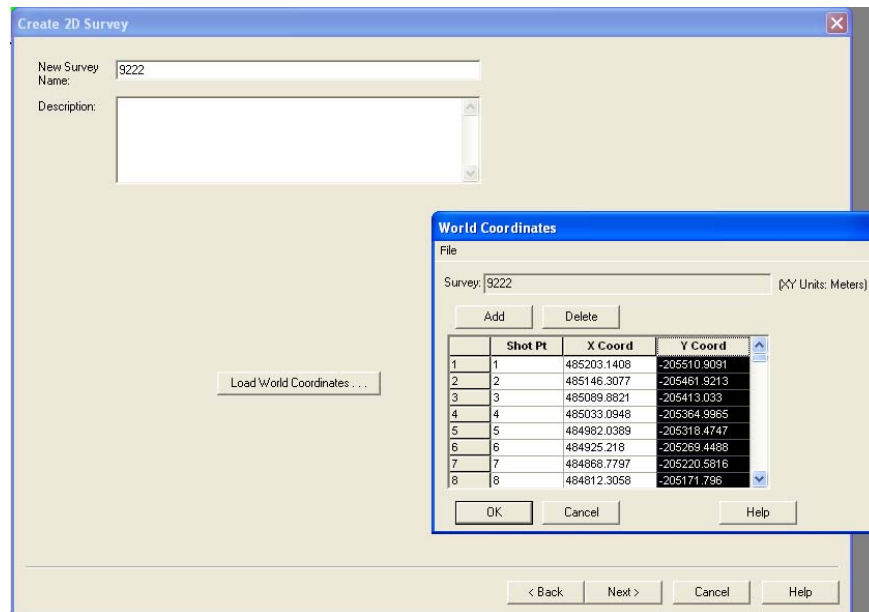 Create 2D Survey
New Survey Name: 9222
Description:
Load World Coordinates . . .
World Coordinates
File
Survey: 9222 (XY Units: Meters)
Add Delete
Shot Pt X Coord Y Coord
1 1 485203.1408 -205510.9091
2 2 485146.3077 -205461.9213
3 3 485089.8821 -205413.033
4 4 485033.0948 -205364.9965
5 5 484982.0389 -205318.4747
6 6 484925.218 -205269.4488
7 7 484868.7797 -205220.5816
8 8 484812.3058 -205171.796
OK Cancel Help
< Back Next > Cancel Help